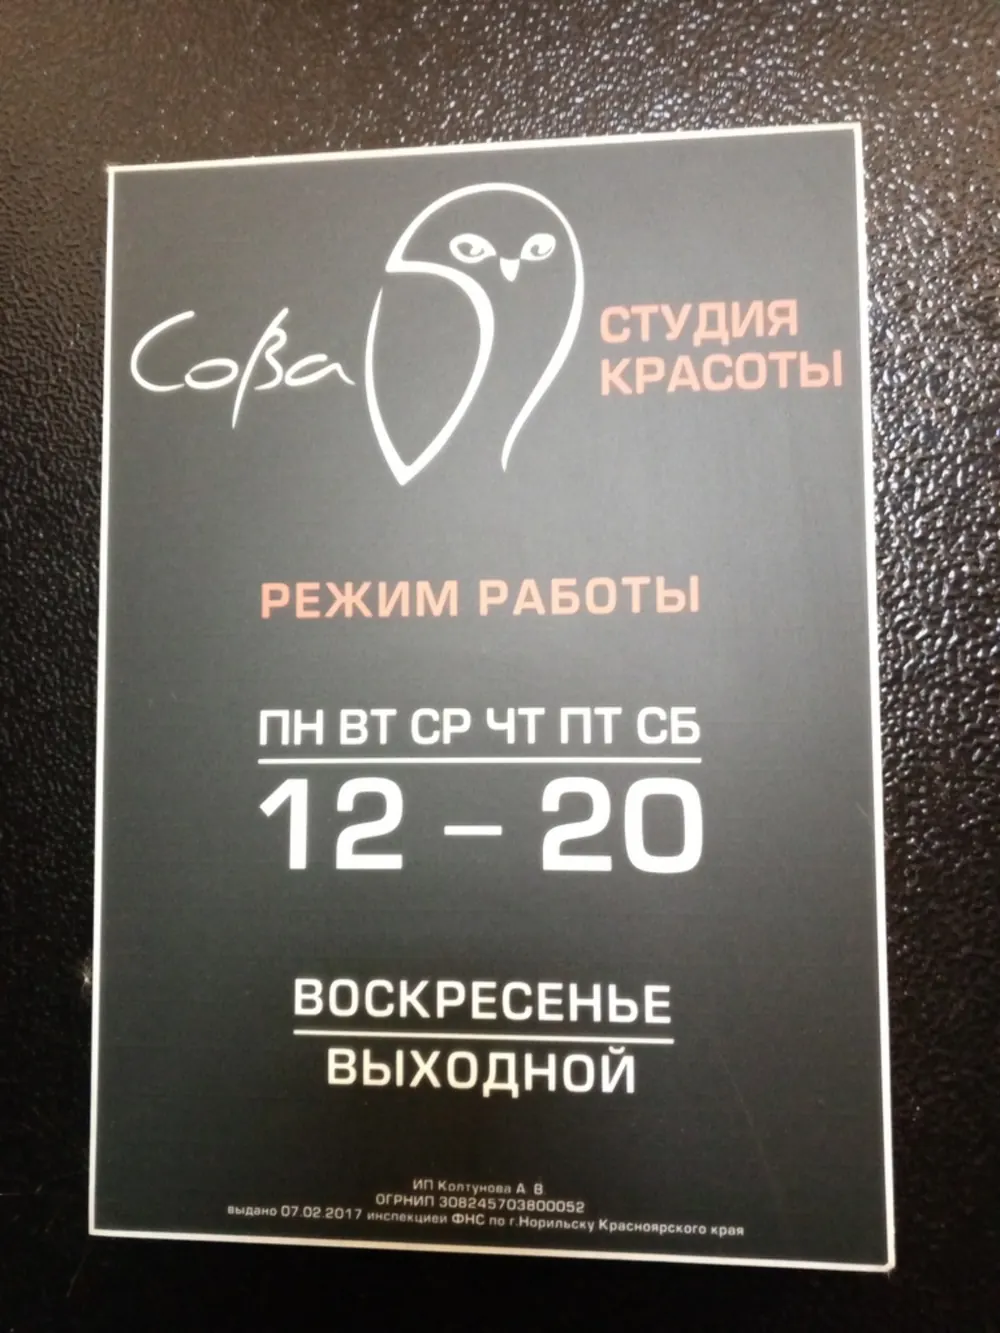 Сова
СТУДИЯ
КРАСОТЫ
РЕЖИМ РАБОТЫ
ПН ВТ СР ЧТ ПТ СБ
12 – 20
ВОСКРЕСЕНЬЕ
ВЫХОДНОЙ
ИП Колтунова А. В.
ОГРНИП 308245703800052
выдано 07.02.2017 инспекцией ФНС по г.Норильску Красноярского края